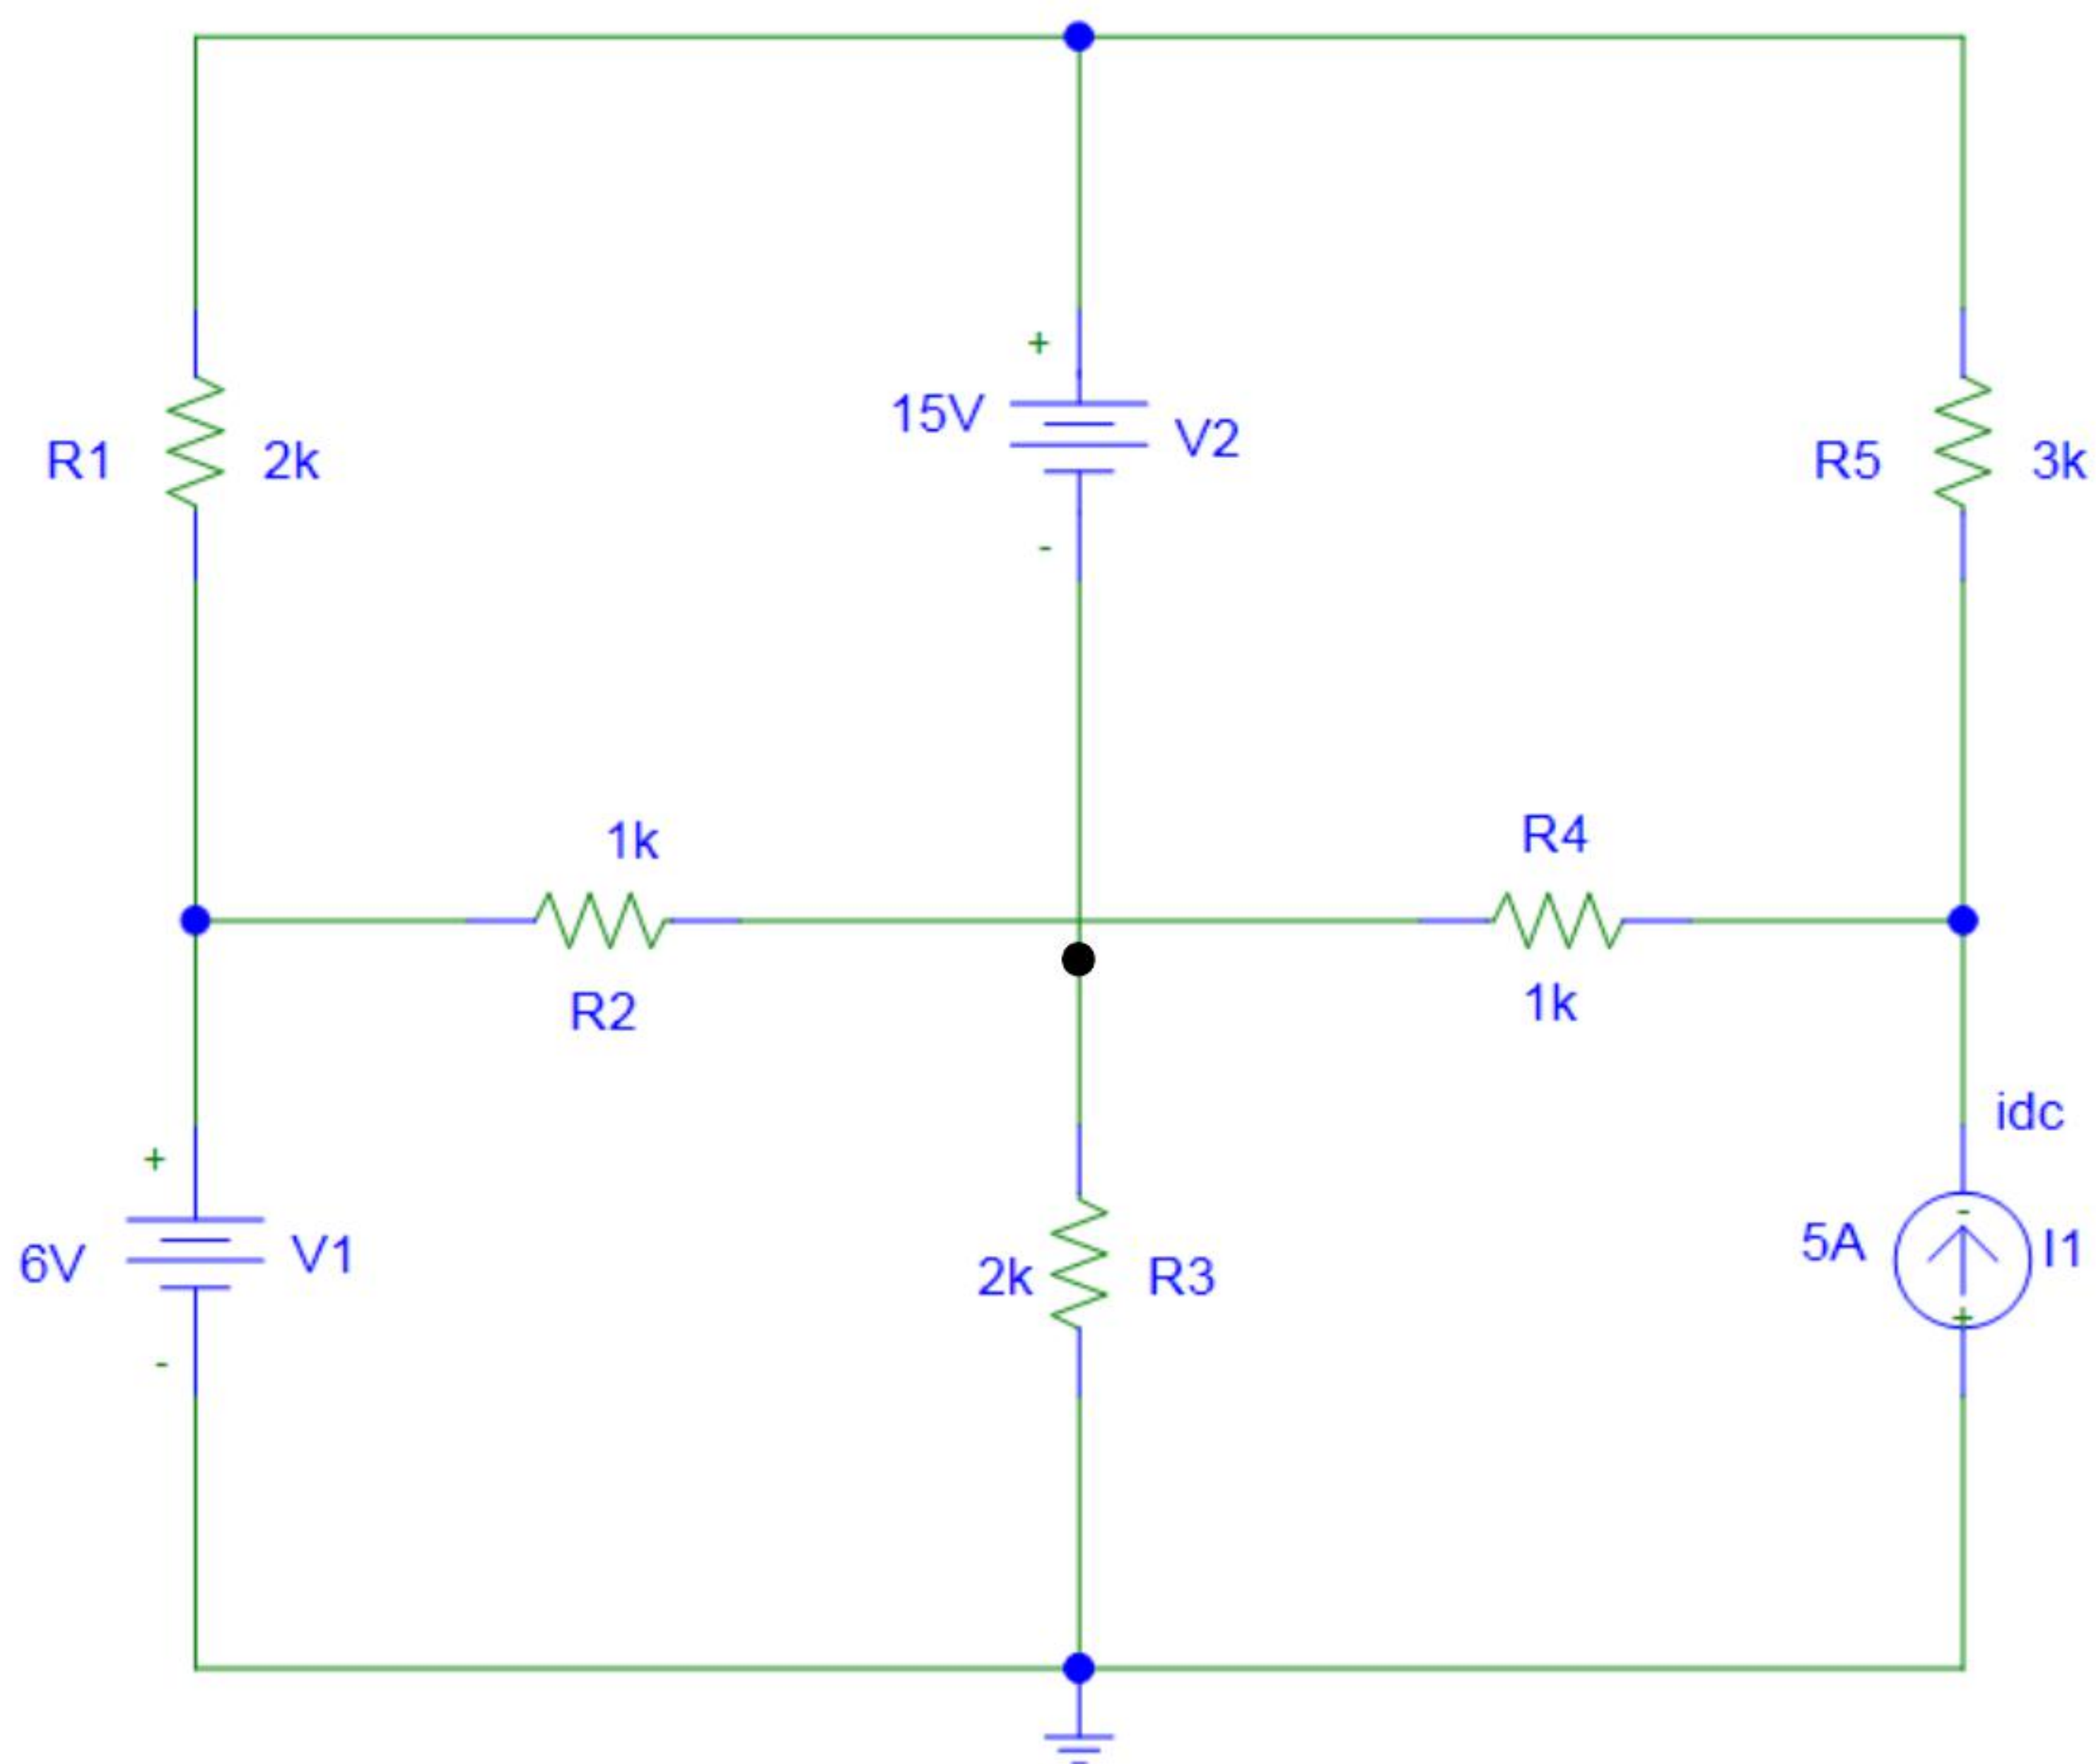 +
15V
V2
-
R1
2k
R5
3k
1k
R2
R4
1k
idc
+
6V
V1
-
2k
R3
5A
-
+
I1